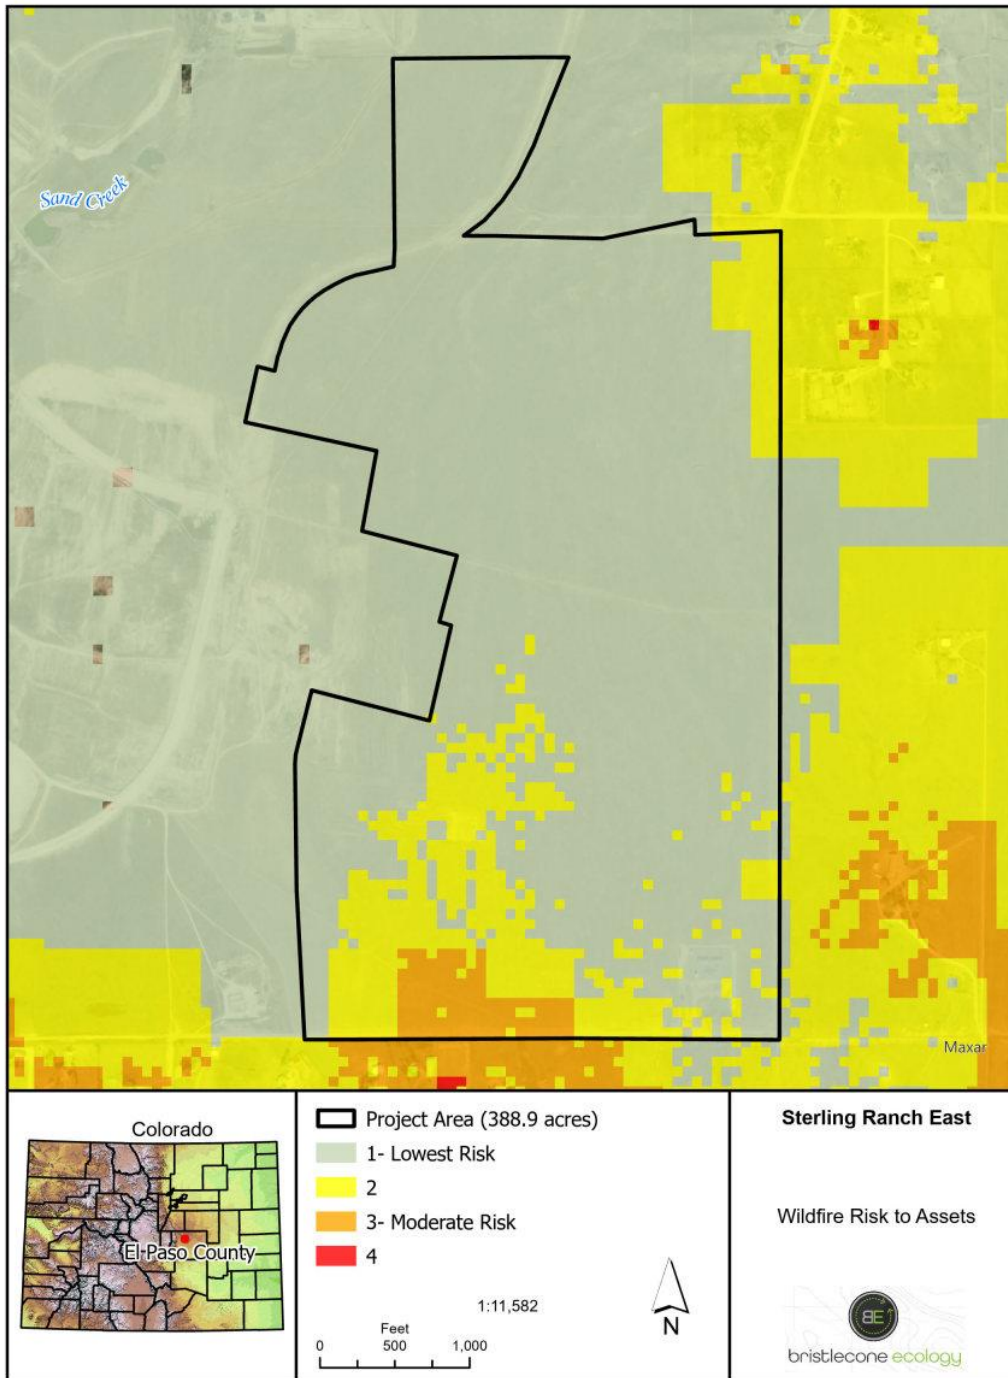 Sand Creek
Maxar
Colorado
El Paso County
Project Area (388.9 acres)
1- Lowest Risk
2
3- Moderate Risk
4
1:11,582
Feet
0 500 1,000
N
Sterling Ranch East
Wildfire Risk to Assets
BE
bristlecone ecology